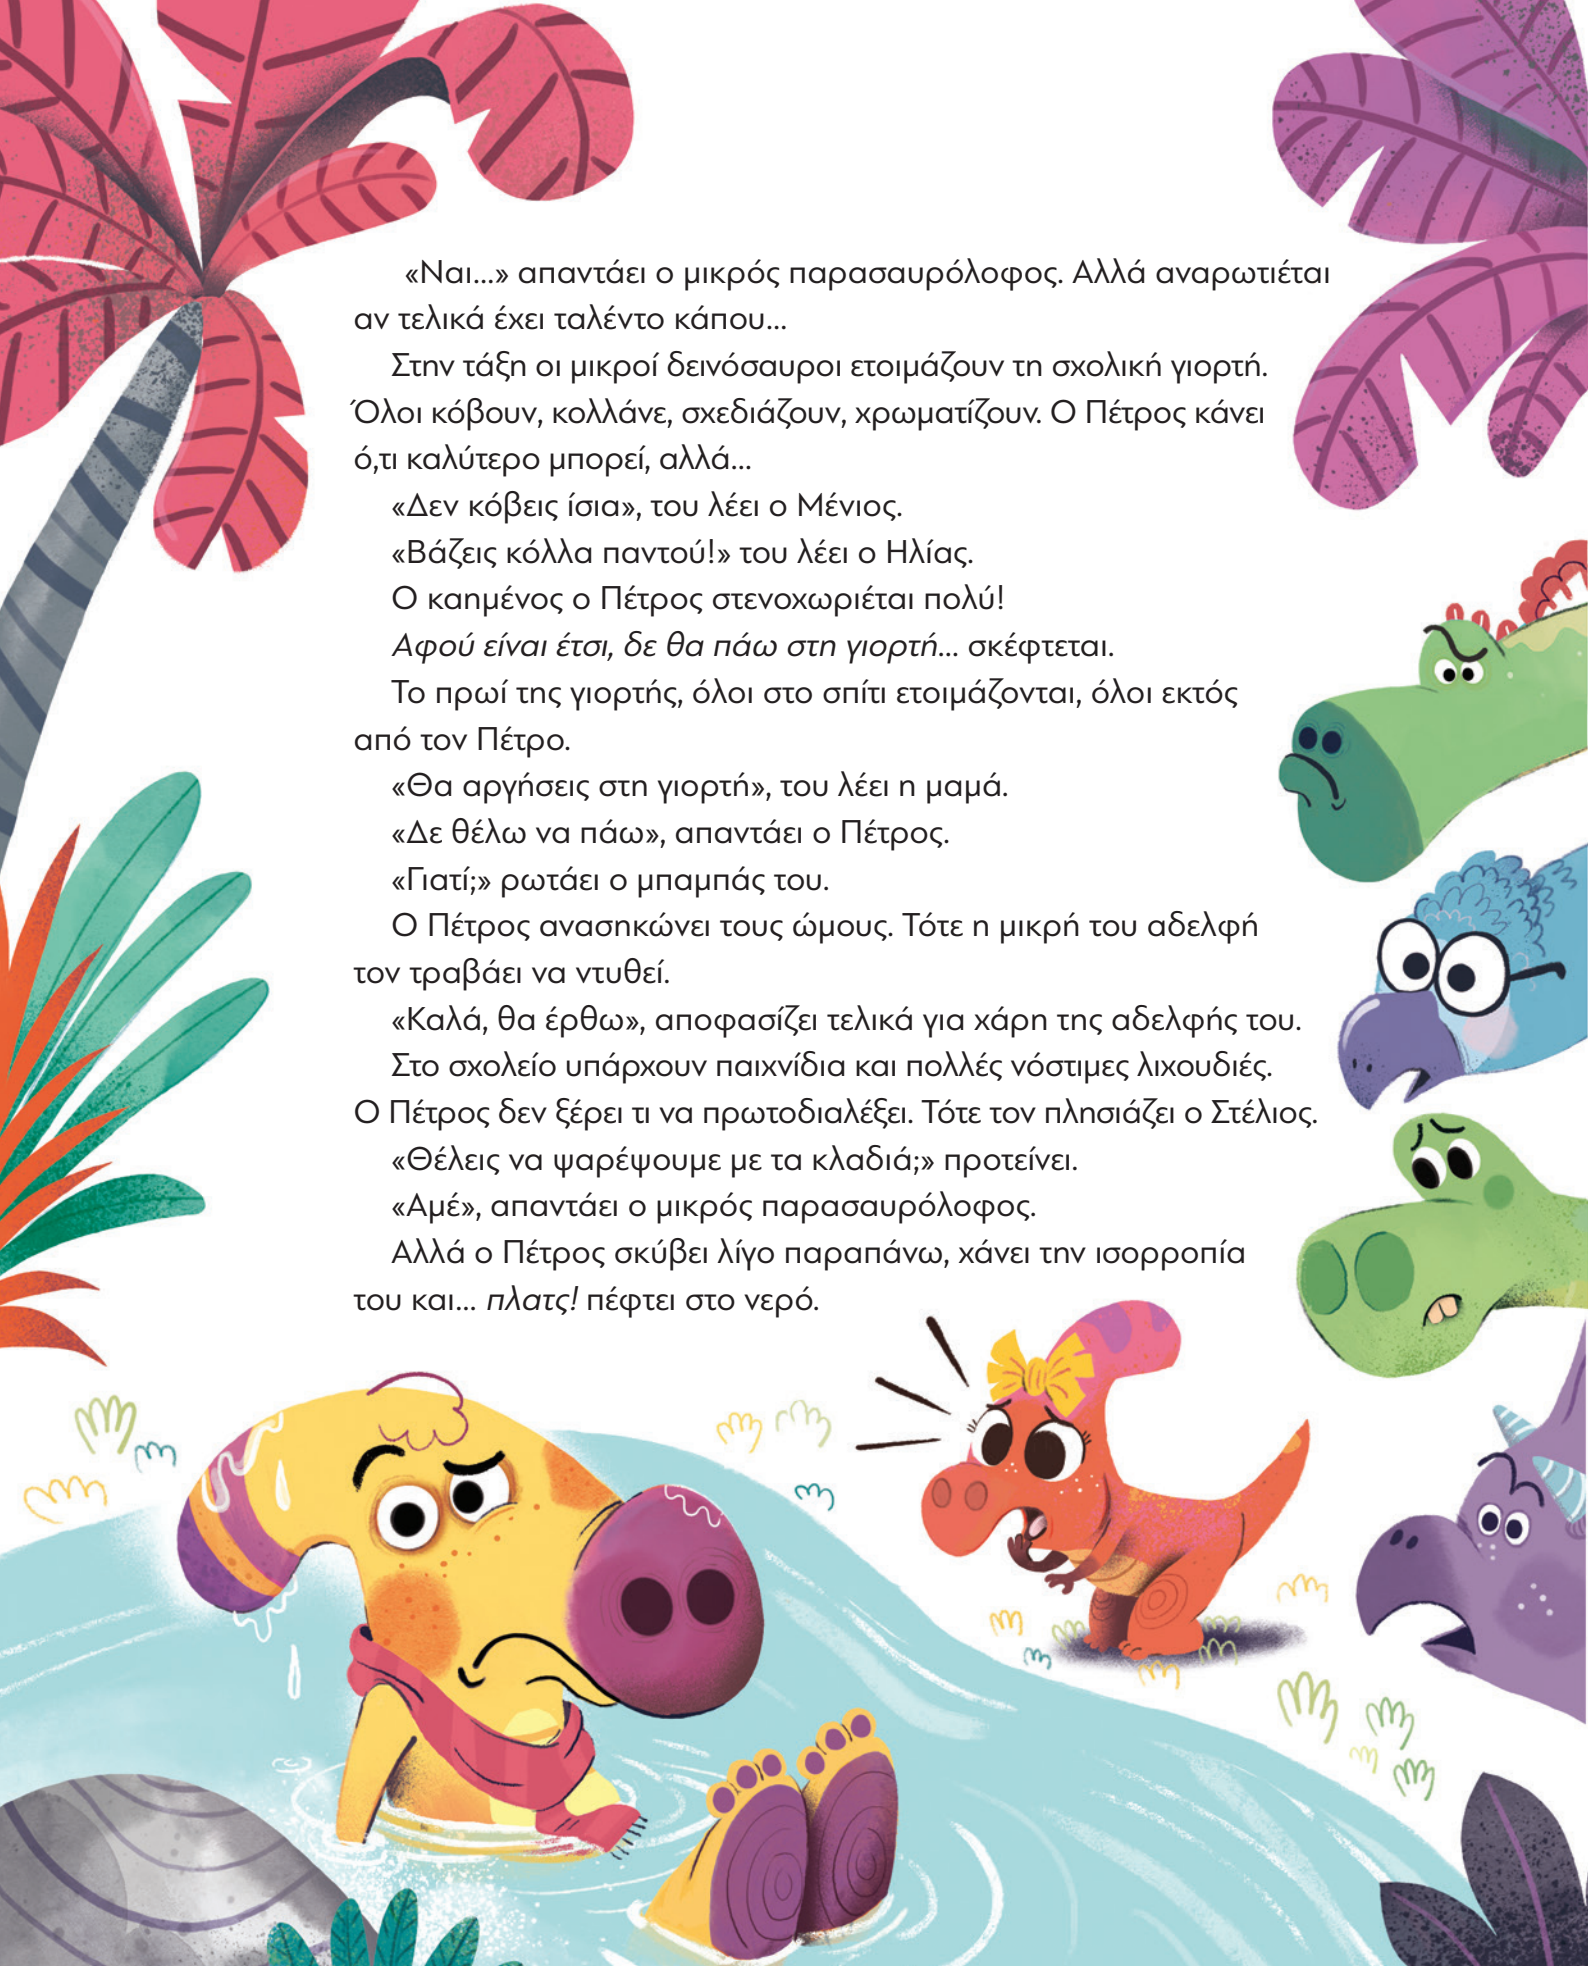 «Ναι...» απαντάει ο μικρός παρασαυρόλοφος. Αλλά αναρωτιέται
αν τελικά έχει ταλέντο κάπου...
Στην τάξη οι μικροί δεινόσαυροι ετοιμάζουν τη σχολική γιορτή.
Όλοι κόβουν, κολλάνε, σχεδιάζουν, χρωματίζουν. Ο Πέτρος κάνει
ό,τι καλύτερο μπορεί, αλλά...
«Δεν κόβεις ίσια», του λέει ο Μένιος.
«Βάζεις κόλλα παντού!» του λέει ο Ηλίας.
Ο καημένος ο Πέτρος στενοχωριέται πολύ!
Αφού είναι έτσι, δε θα πάω στη γιορτή... σκέφτεται.
Το πρωί της γιορτής, όλοι στο σπίτι ετοιμάζονται, όλοι εκτός
από τον Πέτρο.
«Θα αργήσεις στη γιορτή», του λέει η μαμά.
«Δε θέλω να πάω», απαντάει ο Πέτρος.
«Γιατί;» ρωτάει ο μπαμπάς του.
Ο Πέτρος ανασηκώνει τους ώμους. Τότε η μικρή του αδελφή
τον τραβάει να ντυθεί.
«Καλά, θα έρθω», αποφασίζει τελικά για χάρη της αδελφής του.
Στο σχολείο υπάρχουν παιχνίδια και πολλές νόστιμες λιχουδιές.
Ο Πέτρος δεν ξέρει τι να πρωτοδιαλέξει. Τότε τον πλησιάζει ο Στέλιος.
«Θέλεις να ψαρέψουμε με τα κλαδιά;» προτείνει.
«Αμέ», απαντάει ο μικρός παρασαυρόλοφος.
Αλλά ο Πέτρος σκύβει λίγο παραπάνω, χάνει την ισορροπία
του και... πλατς! πέφτει στο νερό.